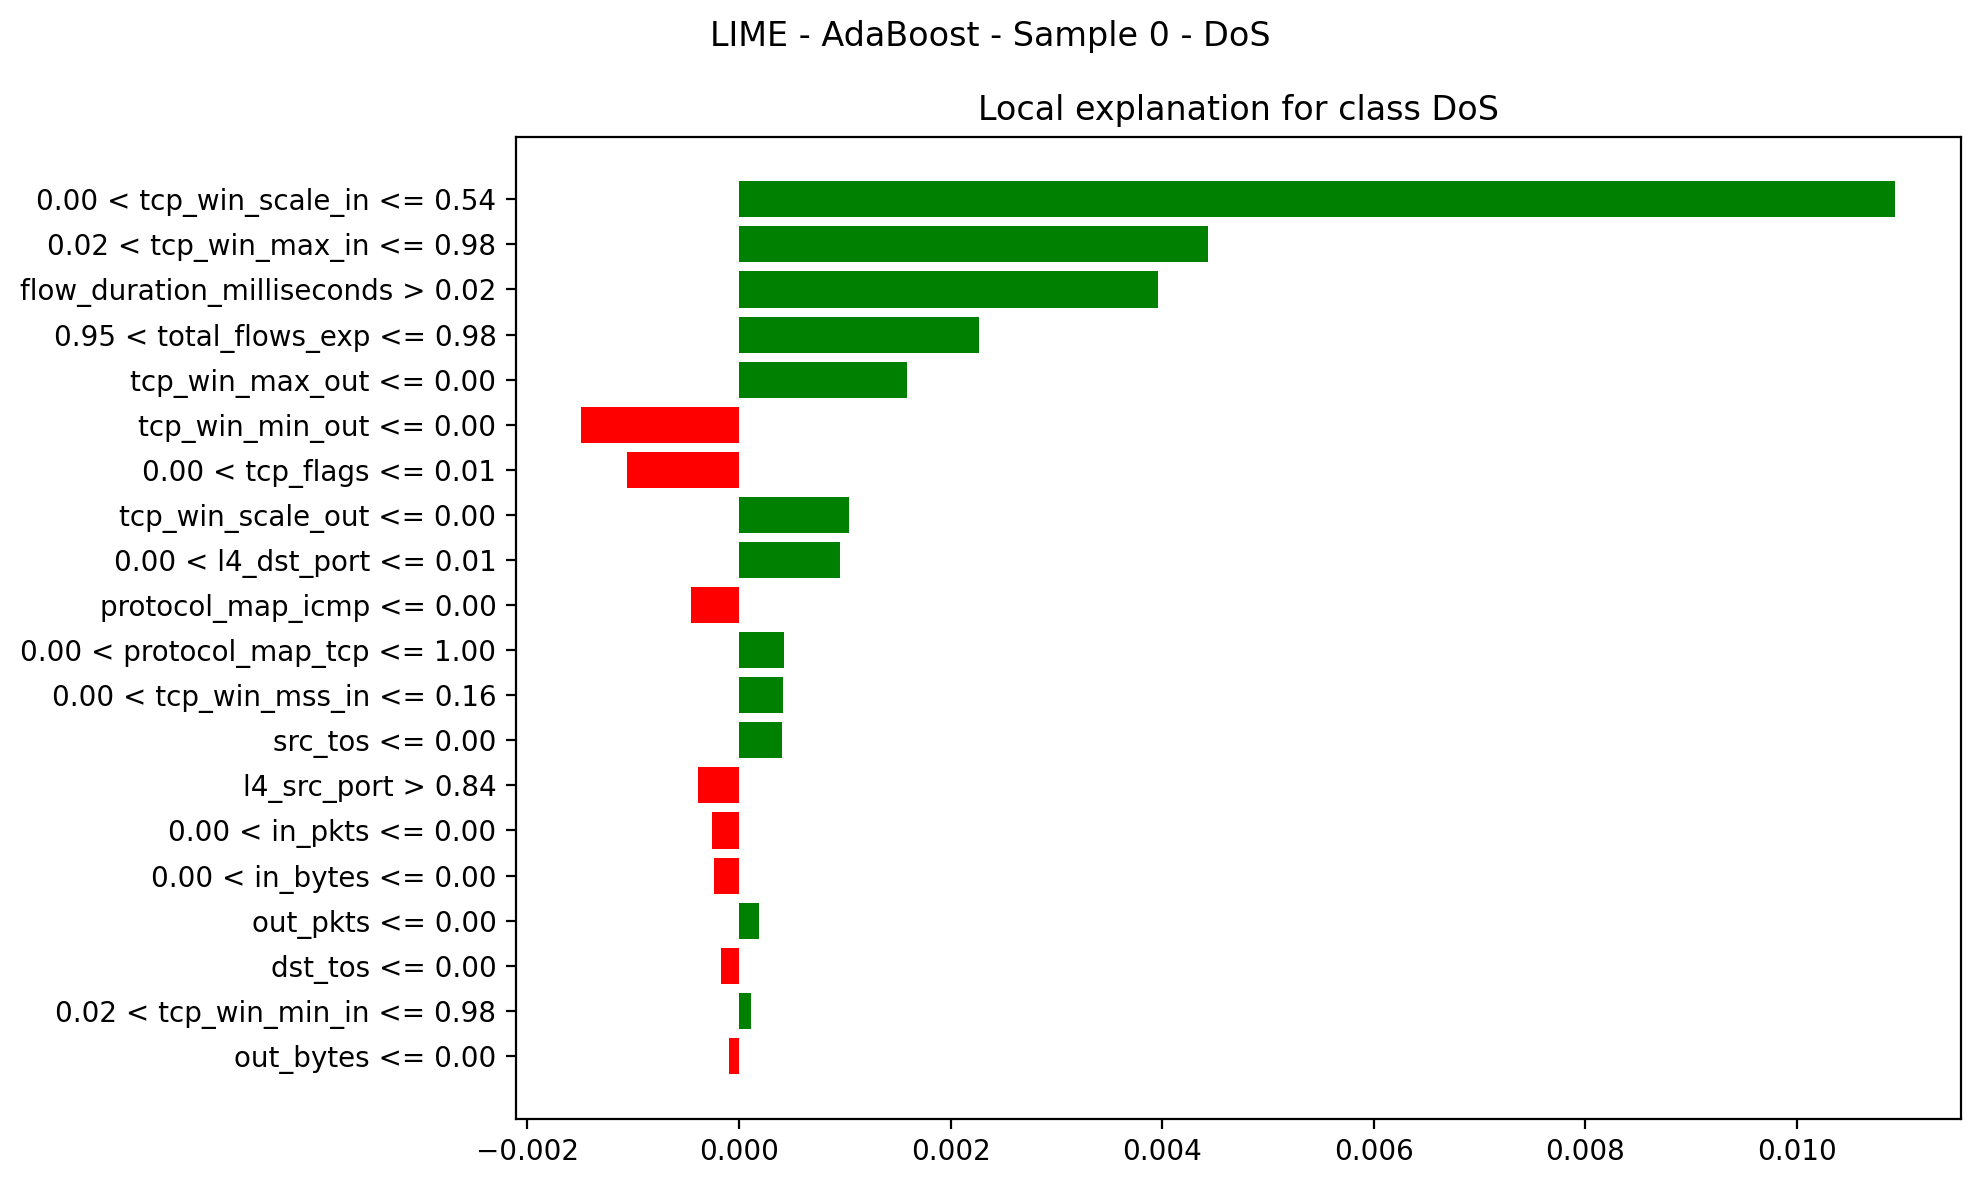 LIME - AdaBoost - Sample 0 - DoS
Local explanation for class DoS
0.00 < tcp_win_scale_in <= 0.54
0.02 < tcp_win_max_in <= 0.98
flow_duration_milliseconds > 0.02
0.95 < total_flows_exp <= 0.98
tcp_win_max_out <= 0.00
tcp_win_min_out <= 0.00
0.00 < tcp_flags <= 0.01
tcp_win_scale_out <= 0.00
0.00 < l4_dst_port <= 0.01
protocol_map_icmp <= 0.00
0.00 < protocol_map_tcp <= 1.00
0.00 < tcp_win_mss_in <= 0.16
src_tos <= 0.00
l4_src_port > 0.84
0.00 < in_pkts <= 0.00
0.00 < in_bytes <= 0.00
out_pkts <= 0.00
dst_tos <= 0.00
0.02 < tcp_win_min_in <= 0.98
out_bytes <= 0.00
−0.002 0.000 0.002 0.004 0.006 0.008 0.010